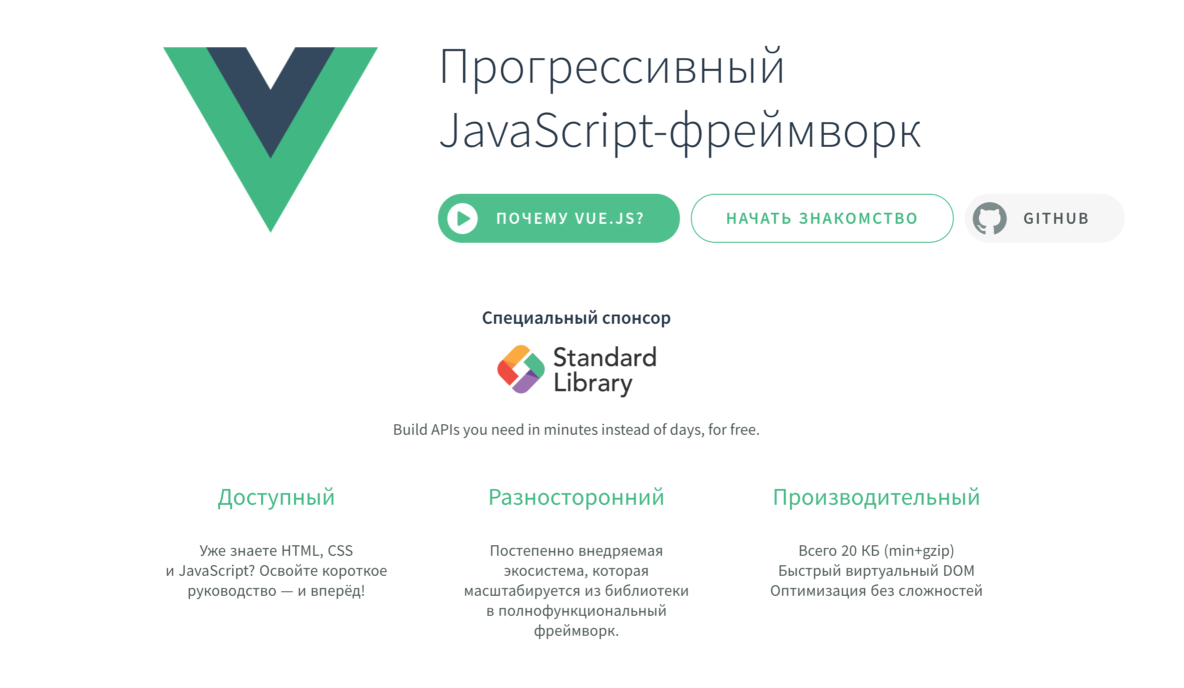 Прогрессивный
JavaScript-фреймворк
ПОЧЕМУ VUE.JS?
НАЧАТЬ ЗНАКОМСТВО
GITHUB
Специальный спонсор
Standard
Library
Build APIs you need in minutes instead of days, for free.
Доступный
Уже знаете HTML, CSS
и JavaScript? Освойте короткое
руководство — и вперёд!
Разносторонний
Постепенно внедряемая
экосистема, которая
масштабируется из библиотеки
в полнофункциональный
фреймворк.
Производительный
Всего 20 КБ (min+gzip)
Быстрый виртуальный DOM
Оптимизация без сложностей